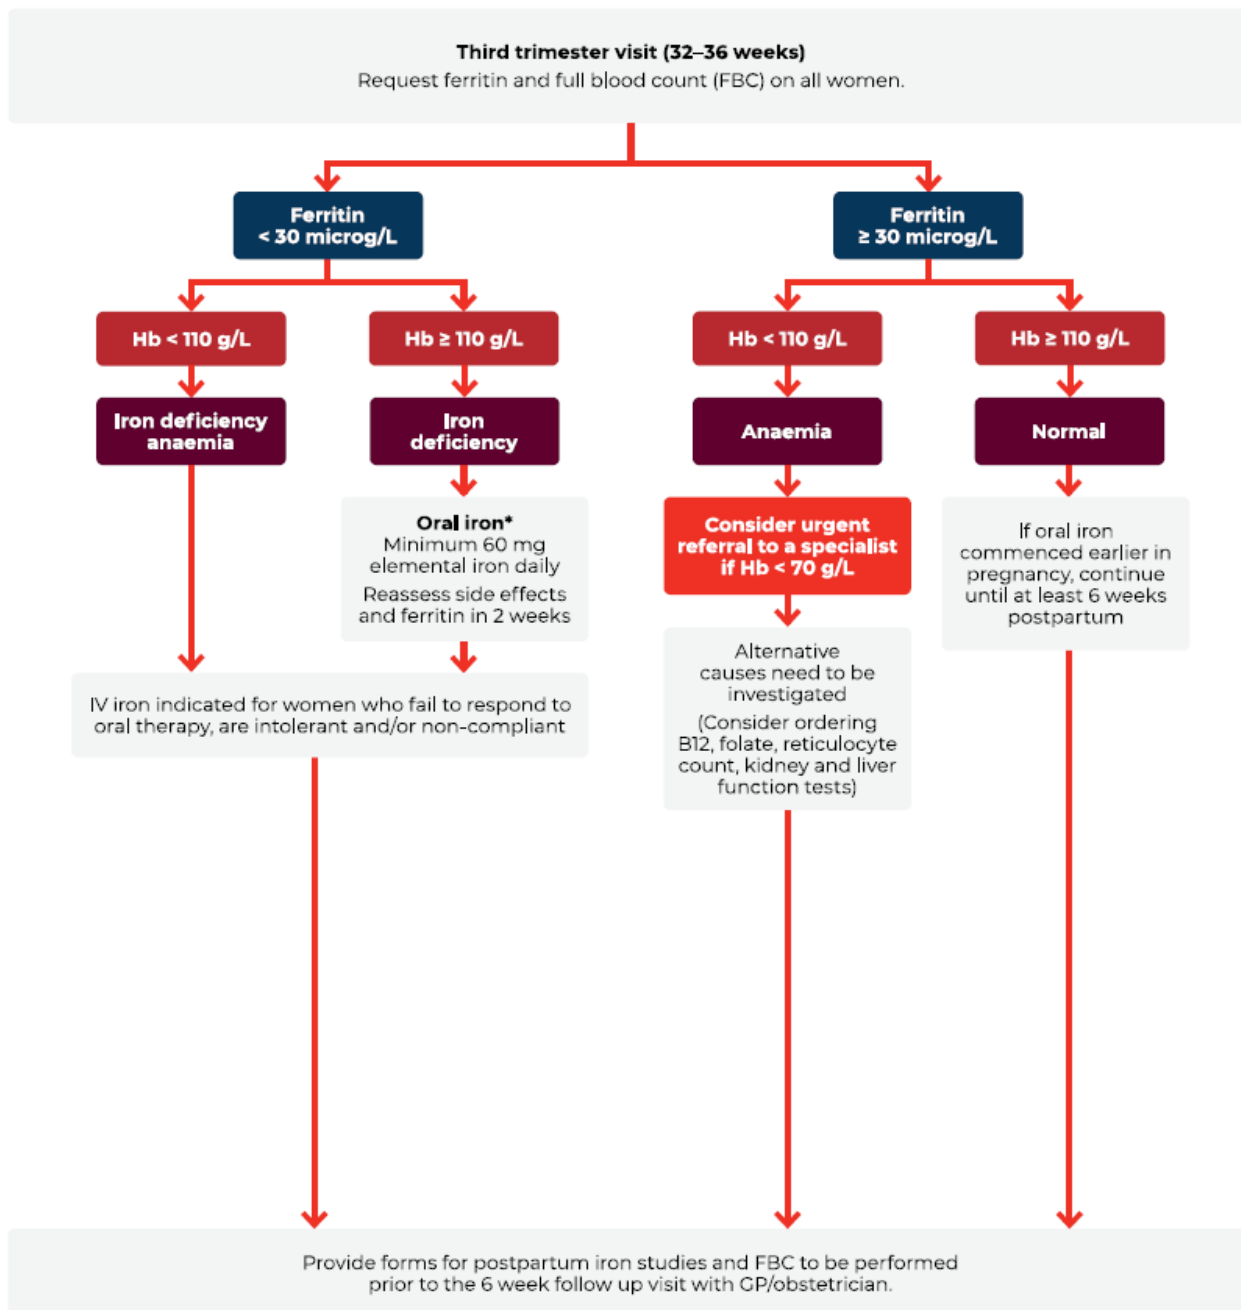 Third trimester visit (32–36 weeks)
Request ferritin and full blood count (FBC) on all women.
Ferritin
< 30 microg/L
Ferritin
≥ 30 microg/L
Hb < 110 g/L
Hb ≥ 110 g/L
Hb < 110 g/L
Hb ≥ 110 g/L
Iron deficiency
anaemia
Iron
deficiency
Anaemia
Normal
Oral iron*
Minimum 60 mg
elemental iron daily
Reassess side effects
and ferritin in 2 weeks
Consider urgent
referral to a specialist
if Hb < 70 g/L
If oral iron
commenced earlier in
pregnancy, continue
until at least 6 weeks
postpartum
IV iron indicated for women who fail to respond to
oral therapy, are intolerant and/or non-compliant
Alternative
causes need to be
investigated
(Consider ordering
B12, folate, reticulocyte
count, kidney and liver
function tests)
Provide forms for postpartum iron studies and FBC to be performed
prior to the 6 week follow up visit with GP/obstetrician.